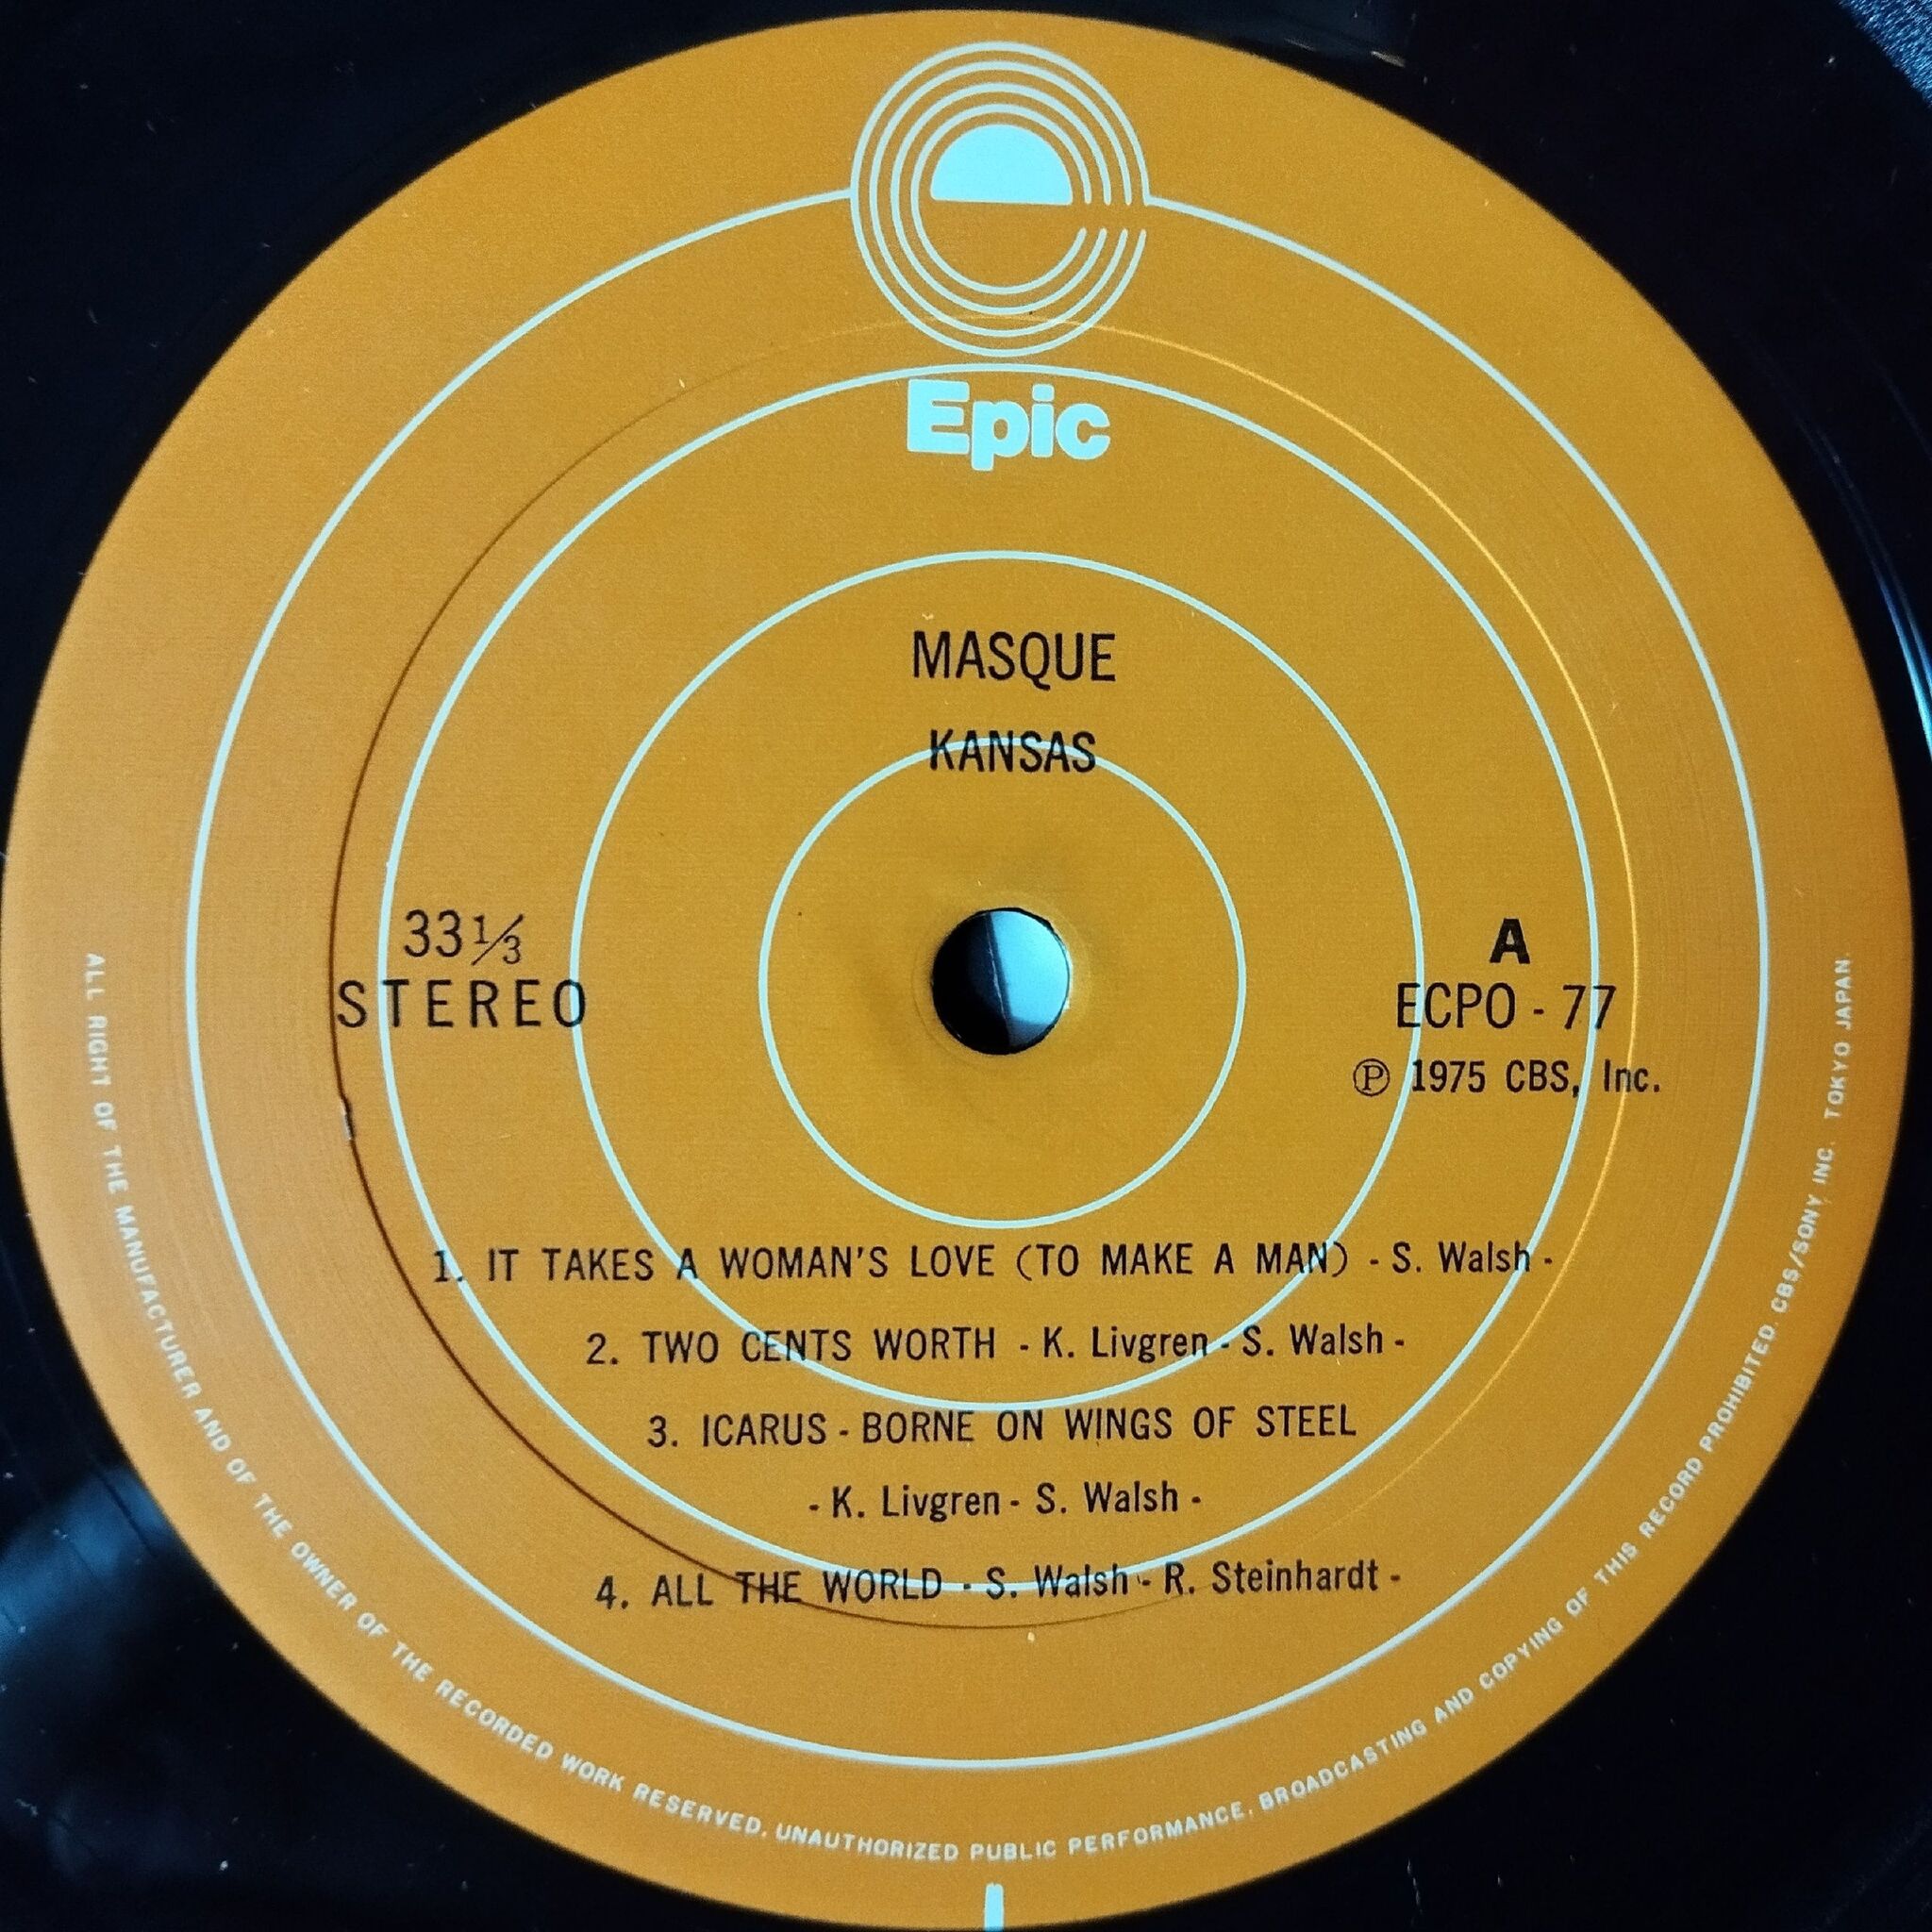 e
Epic
MASQUE
KANSAS
33⅓
STEREO
A
ECPO - 77
Ⓟ 1975 CBS, Inc.
1. IT TAKES A WOMAN'S LOVE (TO MAKE A MAN) - S. Walsh -
2. TWO CENTS WORTH - K. Livgren - S. Walsh -
3. ICARUS - BORNE ON WINGS OF STEEL
- K. Livgren - S. Walsh -
4. ALL THE WORLD - S. Walsh - R. Steinhardt -
ALL RIGHT OF THE MANUFACTURER AND OF THE OWNER OF THE RECORDED WORK RESERVED. UNAUTHORIZED PUBLIC PERFORMANCE, BROADCASTING AND COPYING OF THIS RECORD PROHIBITED. CBS/SONY INC. TOKYO JAPAN.